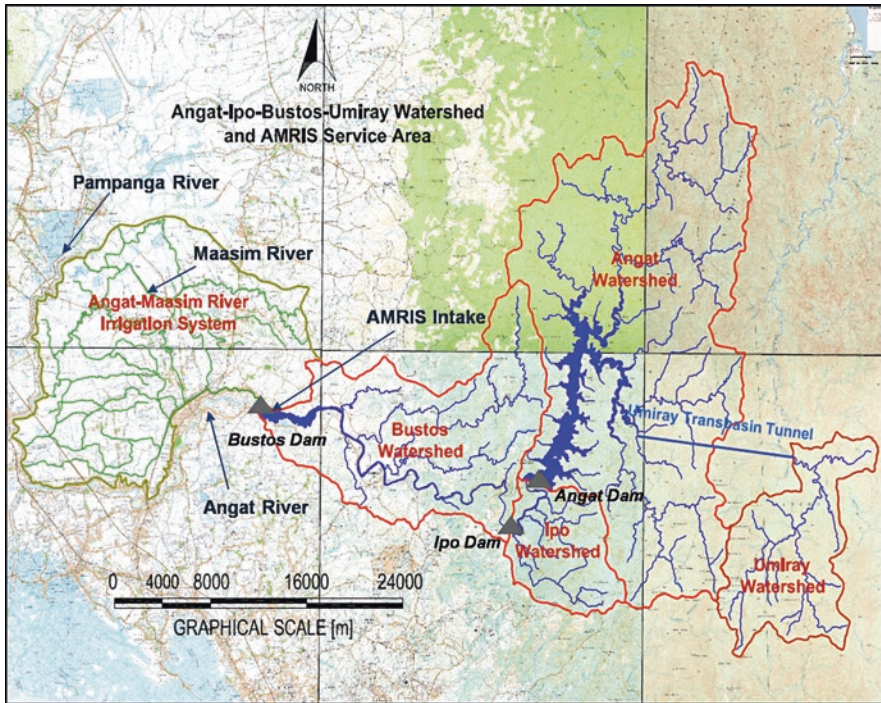 NORTH
Angat-Ipo-Bustos-Umiray Watershed
and AMRIS Service Area
Pampanga River
Maasim River
Angat-Maasim River
Irrigation System
AMRIS Intake
Angat
Watershed
Umiray Transbasin Tunnel
Bustos
Watershed
Bustos Dam
Angat River
Angat Dam
Ipo Dam
Ipo
Watershed
Umiray
Watershed
0 4000 8000 16000 24000
GRAPHICAL SCALE [m]